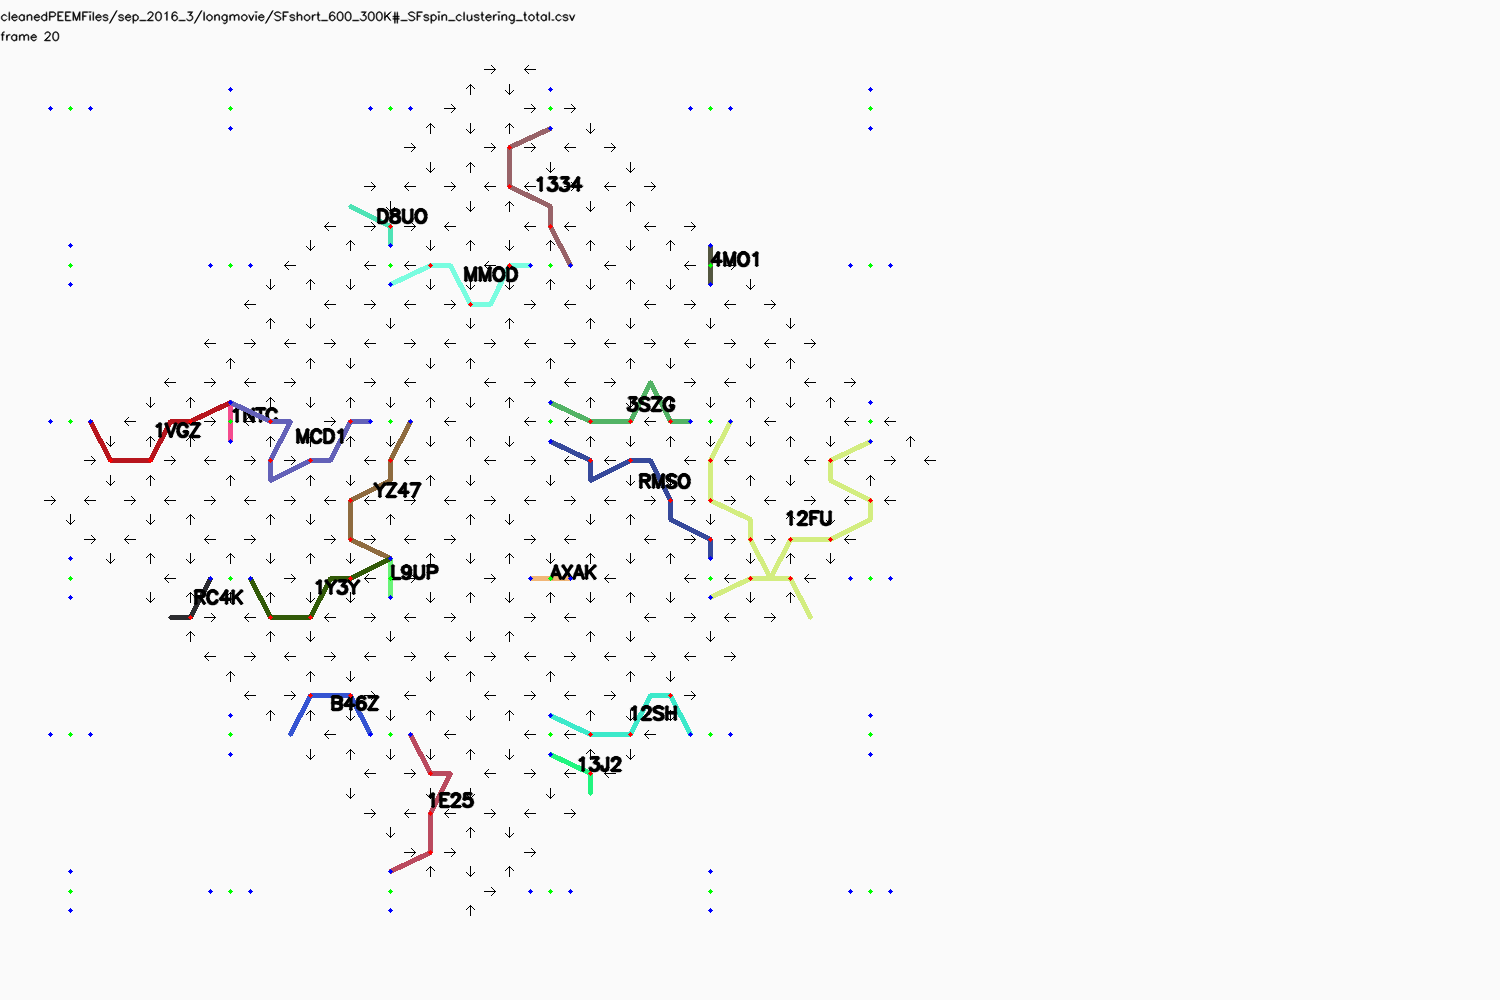 cleanedPEEMFiles/sep_2016_3/longmovie/SFshort_600_300K#_SFspin_clustering_total.csv
frame 20
1334
D8U0
4MO1
MMOD
3SZG
1NTC
1VGZ
MCD1
RMSO
YZ47
12FU
L9UP
AXAK
1Y3Y
RC4K
B46Z
12SH
13J2
1E25